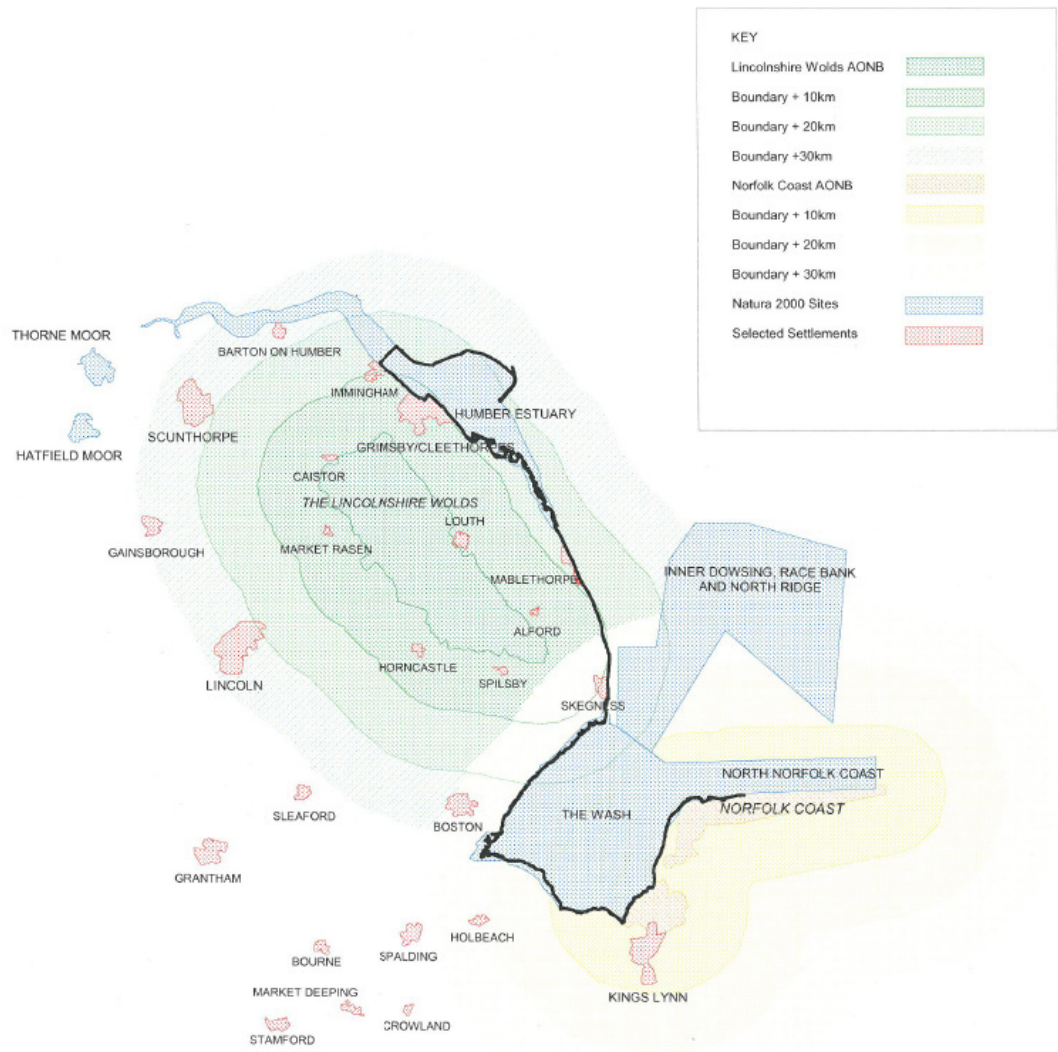 KEY
Lincolnshire Wolds AONB
Boundary + 10km
Boundary + 20km
Boundary +30km
Norfolk Coast AONB
Boundary + 10km
Boundary + 20km
Boundary + 30km
Natura 2000 Sites
Selected Settlements
THORNE MOOR
BARTON ON HUMBER
IMMINGHAM
HUMBER ESTUARY
SCUNTHORPE
HATFIELD MOOR
GRIMSBY/CLEETHORPES
CAISTOR
THE LINCOLKSHIRE WOLDS
LOUTH
GAINSBOROUGH
MARKET RASEN
MABLETHORPE
INNER DOWSING, RACE BANK
AND NORTH RIDGE
ALFORD
HORNCASTLE
LINCOLN
SPILSBY
SKEGNESS
NORTH NORFOLK COAST
NORFOLK COAST
SLEAFORD
BOSTON
THE WASH
GRANTHAM
HOLBEACH
BOURNE
SPALDING
MARKET DEEPING
KINGS LYNN
CROWLAND
STAMFORD